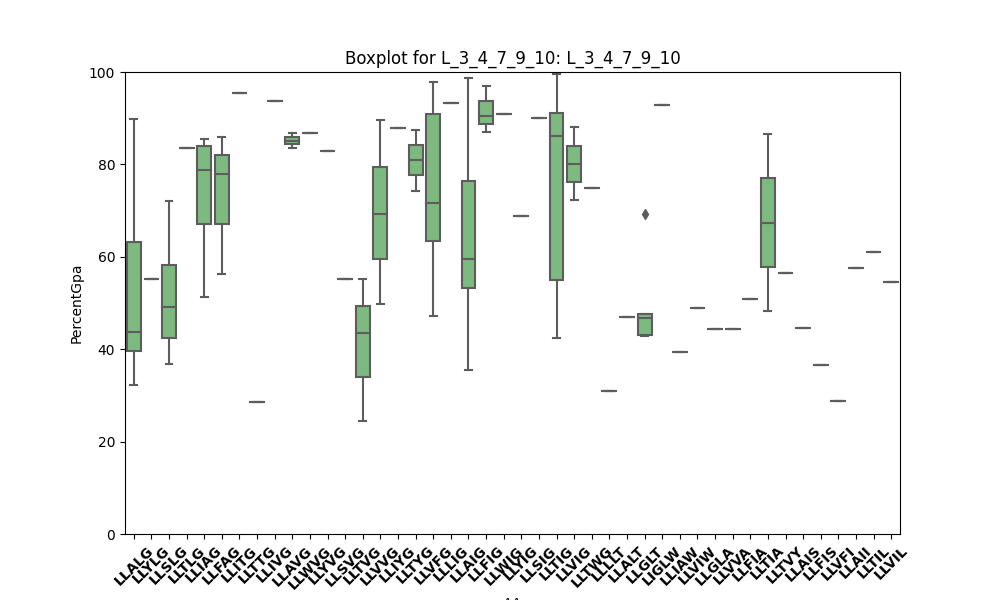 Boxplot for L_3_4_7_9_10: L_3_4_7_9_10
PercentGpa
100
80
60
40
20
0
LLALG
LLYLG
LLSLG
LLTLG
LLIAG
LLFAG
LLITG
LLTTG
LLIVG
LLAVG
LLWVG
LLYVG
LLSVG
LLTVG
LLVVG
LLIYG
LLTYG
LLVFG
LLLIG
LLAIG
LLFIG
LLWIG
LLYIG
LLSIG
LLTIG
LLVIG
LLTWG
LLLLT
LLALT
LLGLT
LIGLW
LLIAW
LLVIW
LLGLA
LLVVA
LLFIA
LLTIA
LLTVY
LLAIS
LLFIS
LLVFI
LLAII
LLTIL
LLVIL